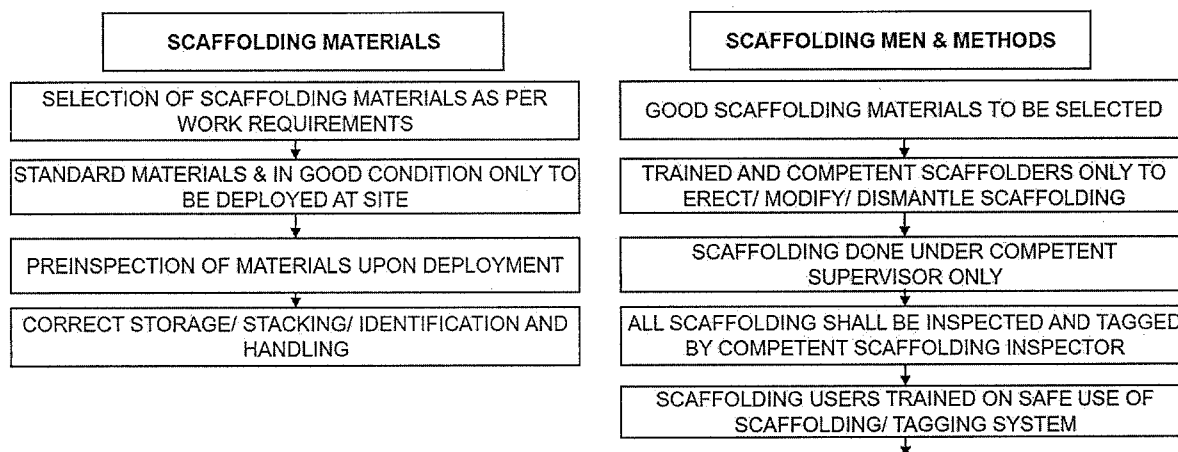 SCAFFOLDING MATERIALS
SELECTION OF SCAFFOLDING MATERIALS AS PER
WORK REQUIREMENTS
STANDARD MATERIALS & IN GOOD CONDITION ONLY TO
BE DEPLOYED AT SITE
PREINSPECTION OF MATERIALS UPON DEPLOYMENT
CORRECT STORAGE/ STACKING/ IDENTIFICATION AND
HANDLING
SCAFFOLDING MEN & METHODS
GOOD SCAFFOLDING MATERIALS TO BE SELECTED
TRAINED AND COMPETENT SCAFFOLDERS ONLY TO
ERECT/ MODIFY/ DISMANTLE SCAFFOLDING
SCAFFOLDING DONE UNDER COMPETENT
SUPERVISOR ONLY
ALL SCAFFOLDING SHALL BE INSPECTED AND TAGGED
BY COMPETENT SCAFFOLDING INSPECTOR
SCAFFOLDING USERS TRAINED ON SAFE USE OF
SCAFFOLDING/ TAGGING SYSTEM